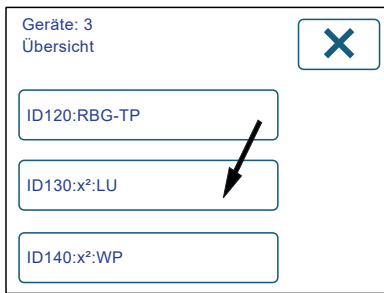 Geräte: 3
Übersicht
ID120:RBG-TP
ID130:x²:LU
ID140:x²:WP